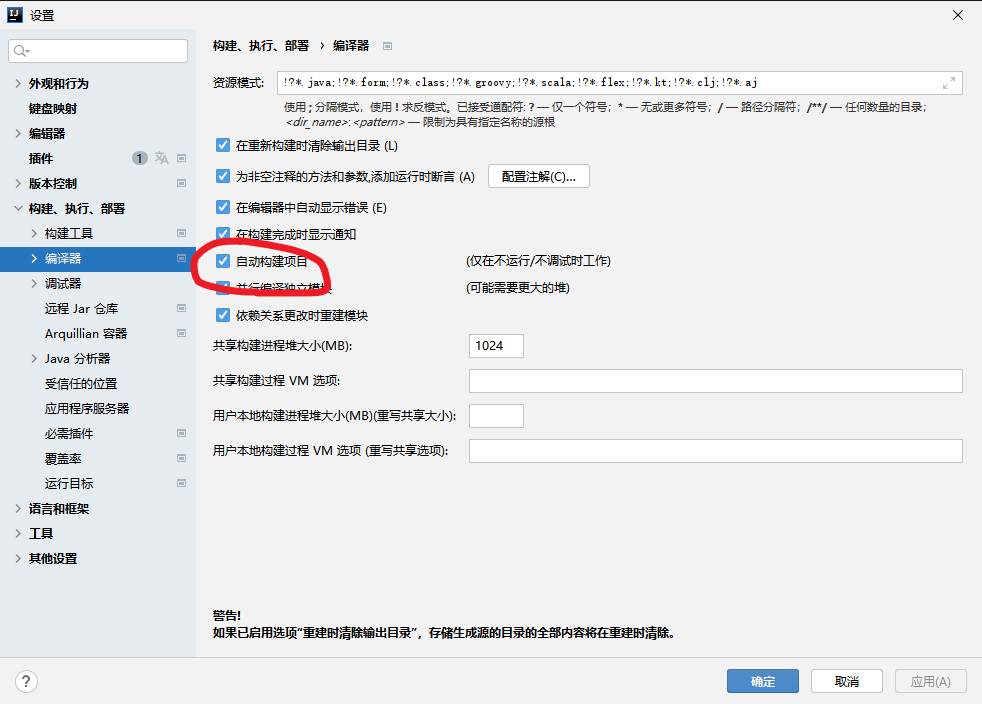 设置
外观和行为
键盘映射
编辑器
插件 1
版本控制
构建、执行、部署
构建工具
编译器
调试器
远程 Jar 仓库
Arquillian 容器
Java 分析器
受信任的位置
应用程序服务器
必需插件
覆盖率
运行目标
语言和框架
工具
其他设置
构建、执行、部署 › 编译器
资源模式: !?*.java;!?*.form;!?*.class;!?*.groovy;!?*.scala;!?*.flex;!?*.kt;!?*.clj;!?*.aj
使用 ; 分隔模式，使用 ! 求反模式。已接受通配符: ? — 仅一个符号；* — 无或更多符号；/ — 路径分隔符；/**/ — 任何数量的目录；
<dir_name>:<pattern> — 限制为具有指定名称的源根
在重新构建时清除输出目录 (L)
为非空注释的方法和参数,添加运行时断言 (A) 配置注解(C)...
在编辑器中自动显示错误 (E)
在构建完成时显示通知
自动构建项目 (仅在不运行/不调试时工作)
并行编译独立模块 (可能需要更大的堆)
依赖关系更改时重建模块
共享构建进程堆大小(MB): 1024
共享构建过程 VM 选项:
用户本地构建进程堆大小(MB)(重写共享大小):
用户本地构建过程 VM 选项 (重写共享选项):
警告!
如果已启用选项“重建时清除输出目录”，存储生成源的目录的全部内容将在重建时清除。
? 确定 取消 应用(A)